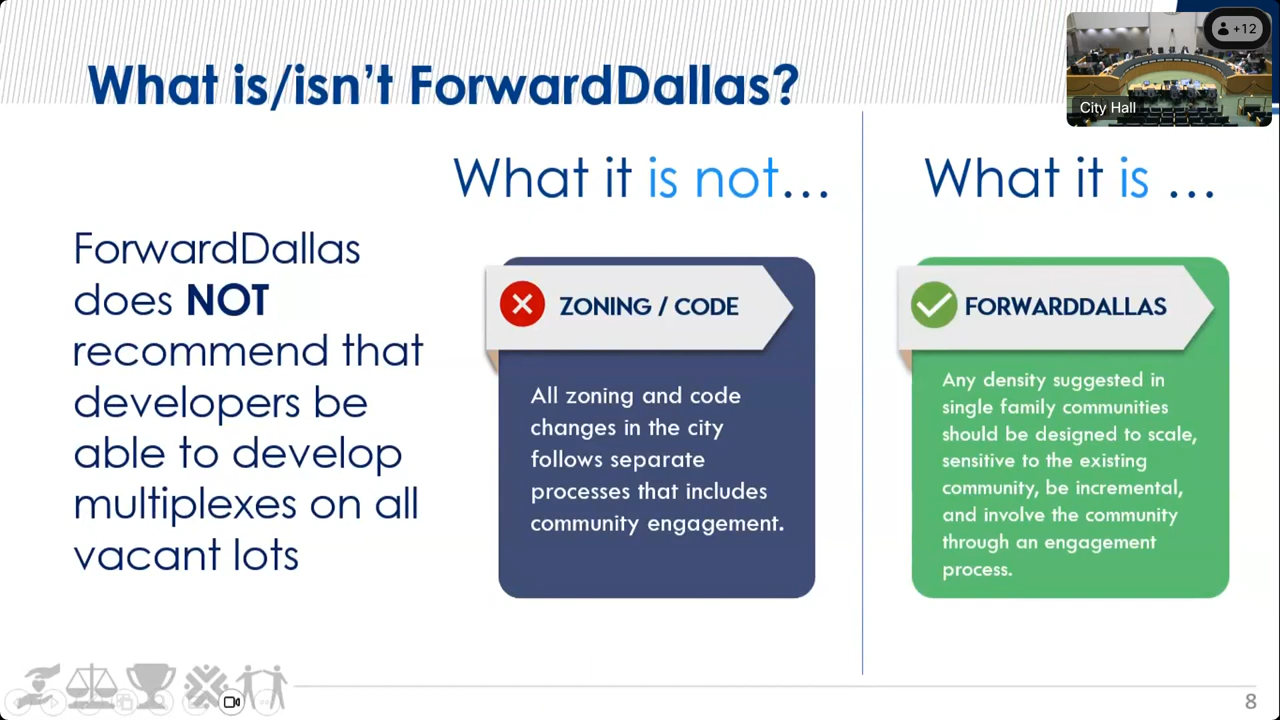 What is/isn't ForwardDallas?
+12
City Hall
What it is not...
What it is ...
ForwardDallas
does NOT
recommend that
developers be
able to develop
multiplexes on all
vacant lots
ZONING / CODE
All zoning and code
changes in the city
follows separate
processes that includes
community engagement.
FORWARDDALLAS
Any density suggested in
single family communities
should be designed to scale,
sensitive to the existing
community, be incremental,
and involve the community
through an engagement
process.
8